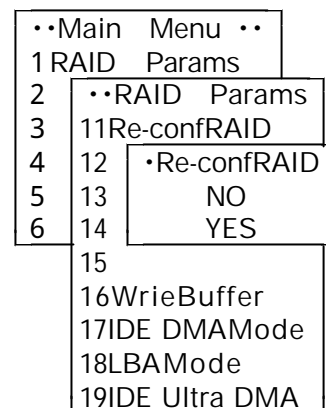 ··Main Menu ··
1 RAID Params
2
3
4
5
6
··RAID Params
11Re-confRAID
12
13
14
15
16WrieBuffer
17IDE DMAMode
18LBAMode
19IDE Ultra DMA
·Re-confRAID
NO
YES